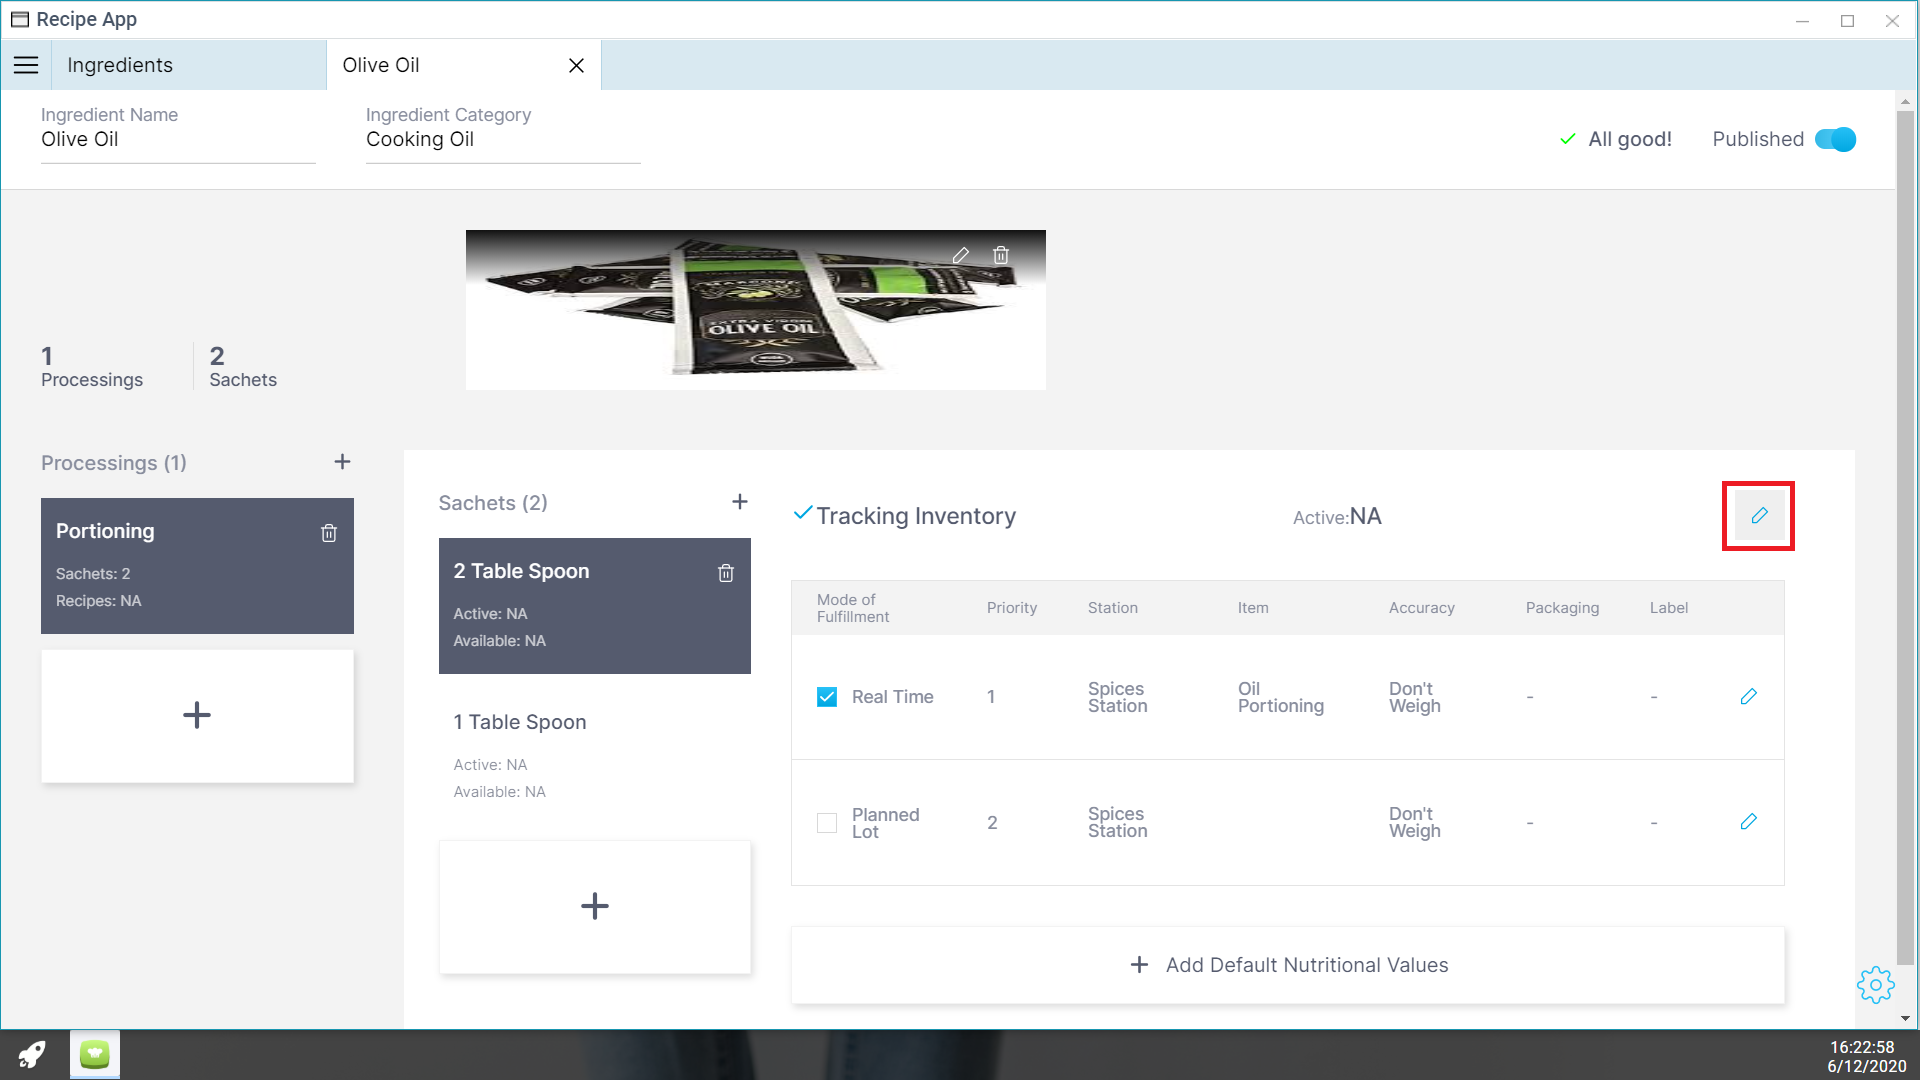 Recipe App
Ingredients
Olive Oil
Ingredient Name
Olive Oil
Ingredient Category
Cooking Oil
All good!
Published
OLIVE OIL
1
Processings
2
Sachets
Processings (1)
Portioning
Sachets: 2
Recipes: NA
Sachets (2)
2 Table Spoon
Active: NA
Available: NA
1 Table Spoon
Active: NA
Available: NA
Tracking Inventory
Active:NA
Mode of
Fulfillment
Priority
Station
Item
Accuracy
Packaging
Label
Real Time
1
Spices
Station
Oil
Portioning
Don't
Weigh
-
-
Planned
Lot
2
Spices
Station
Don't
Weigh
-
-
Add Default Nutritional Values
16:22:58
6/12/2020